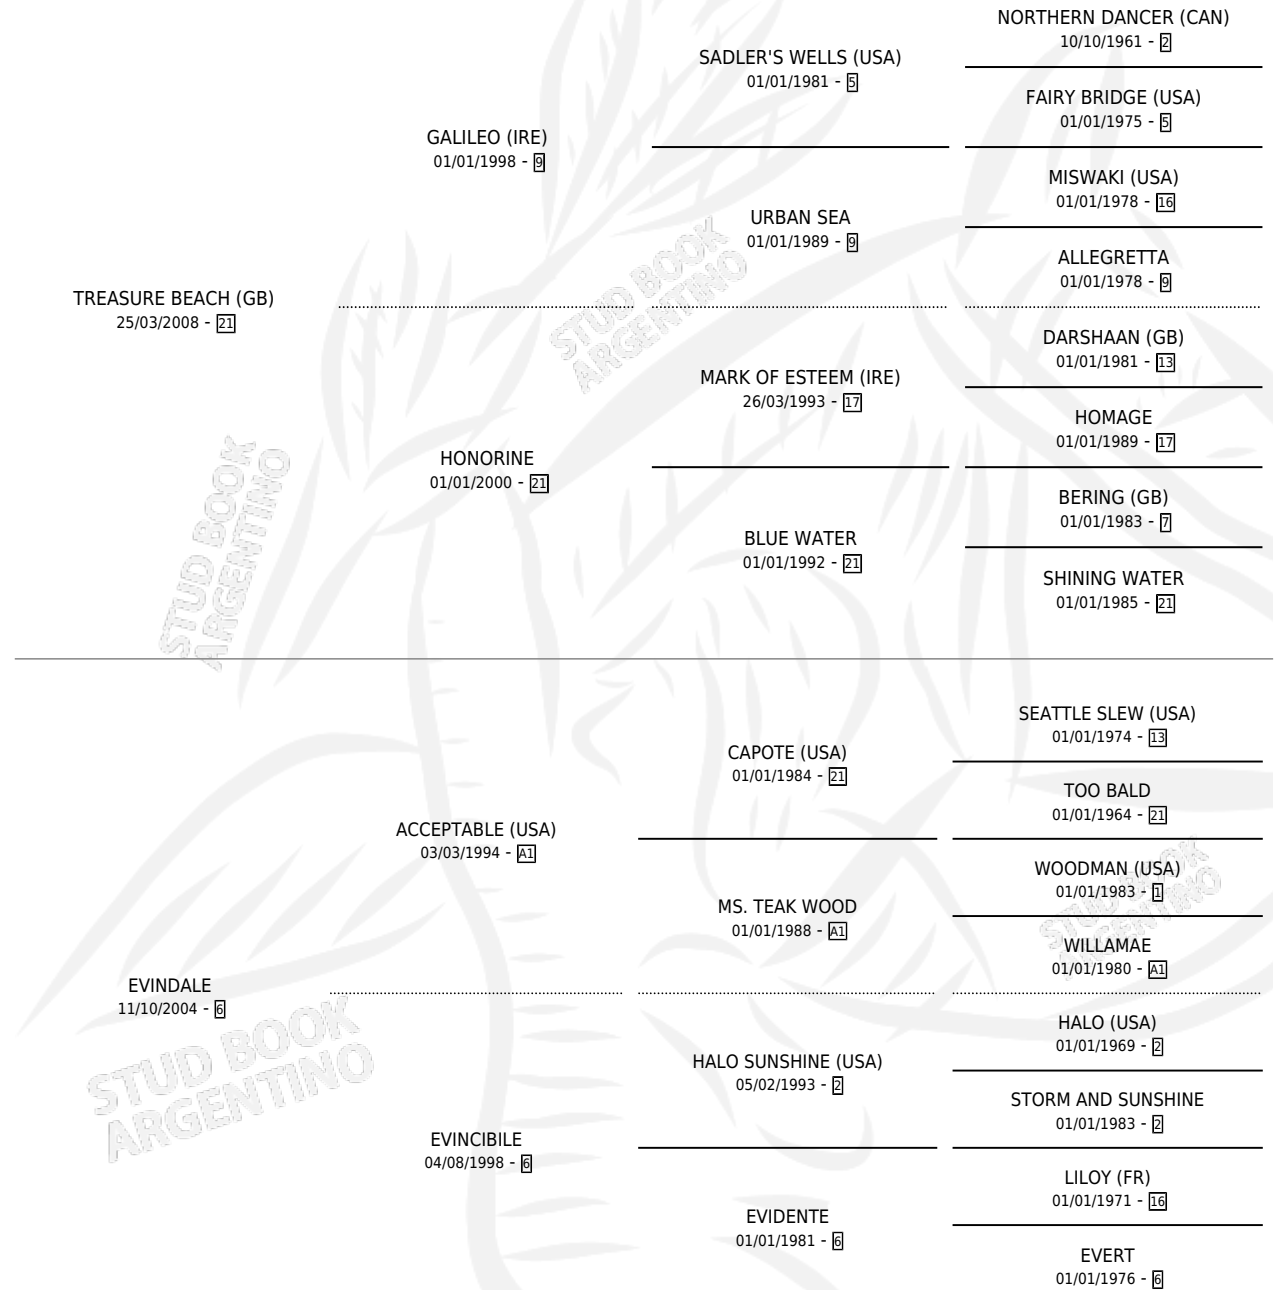 NORTHERN DANCER (CAN)
10/10/1961 - 2
SADLER'S WELLS (USA)
01/01/1981 - 5
FAIRY BRIDGE (USA)
01/01/1975 - 5
GALILEO (IRE)
01/01/1998 - 9
MISWAKI (USA)
01/01/1978 - 16
URBAN SEA
01/01/1989 - 9
ALLEGRETTA
01/01/1978 - 9
TREASURE BEACH (GB)
25/03/2008 - 21
STUD BOOK
ARGENTINO
DARSHAAN (GB)
01/01/1981 - 13
MARK OF ESTEEM (IRE)
26/03/1993 - 17
HOMAGE
01/01/1989 - 17
HONORINE
01/01/2000 - 21
STUD BOOK
ARGENTINO
BERING (GB)
01/01/1983 - 7
BLUE WATER
01/01/1992 - 21
SHINING WATER
01/01/1985 - 21
SEATTLE SLEW (USA)
01/01/1974 - 13
CAPOTE (USA)
01/01/1984 - 21
TOO BALD
01/01/1964 - 21
ACCEPTABLE (USA)
03/03/1994 - A1
WOODMAN (USA)
01/01/1983 - 1
STUD BOOK
ARGENTINO
MS. TEAK WOOD
01/01/1988 - A1
WILLAMAE
01/01/1980 - A1
EVINDALE
11/10/2004 - 6
STUD BOOK
ARGENTINO
HALO (USA)
01/01/1969 - 2
HALO SUNSHINE (USA)
05/02/1993 - 2
STORM AND SUNSHINE
01/01/1983 - 2
EVINCIBILE
04/08/1998 - 6
LILOY (FR)
01/01/1971 - 16
EVIDENTE
01/01/1981 - 6
EVERT
01/01/1976 - 6